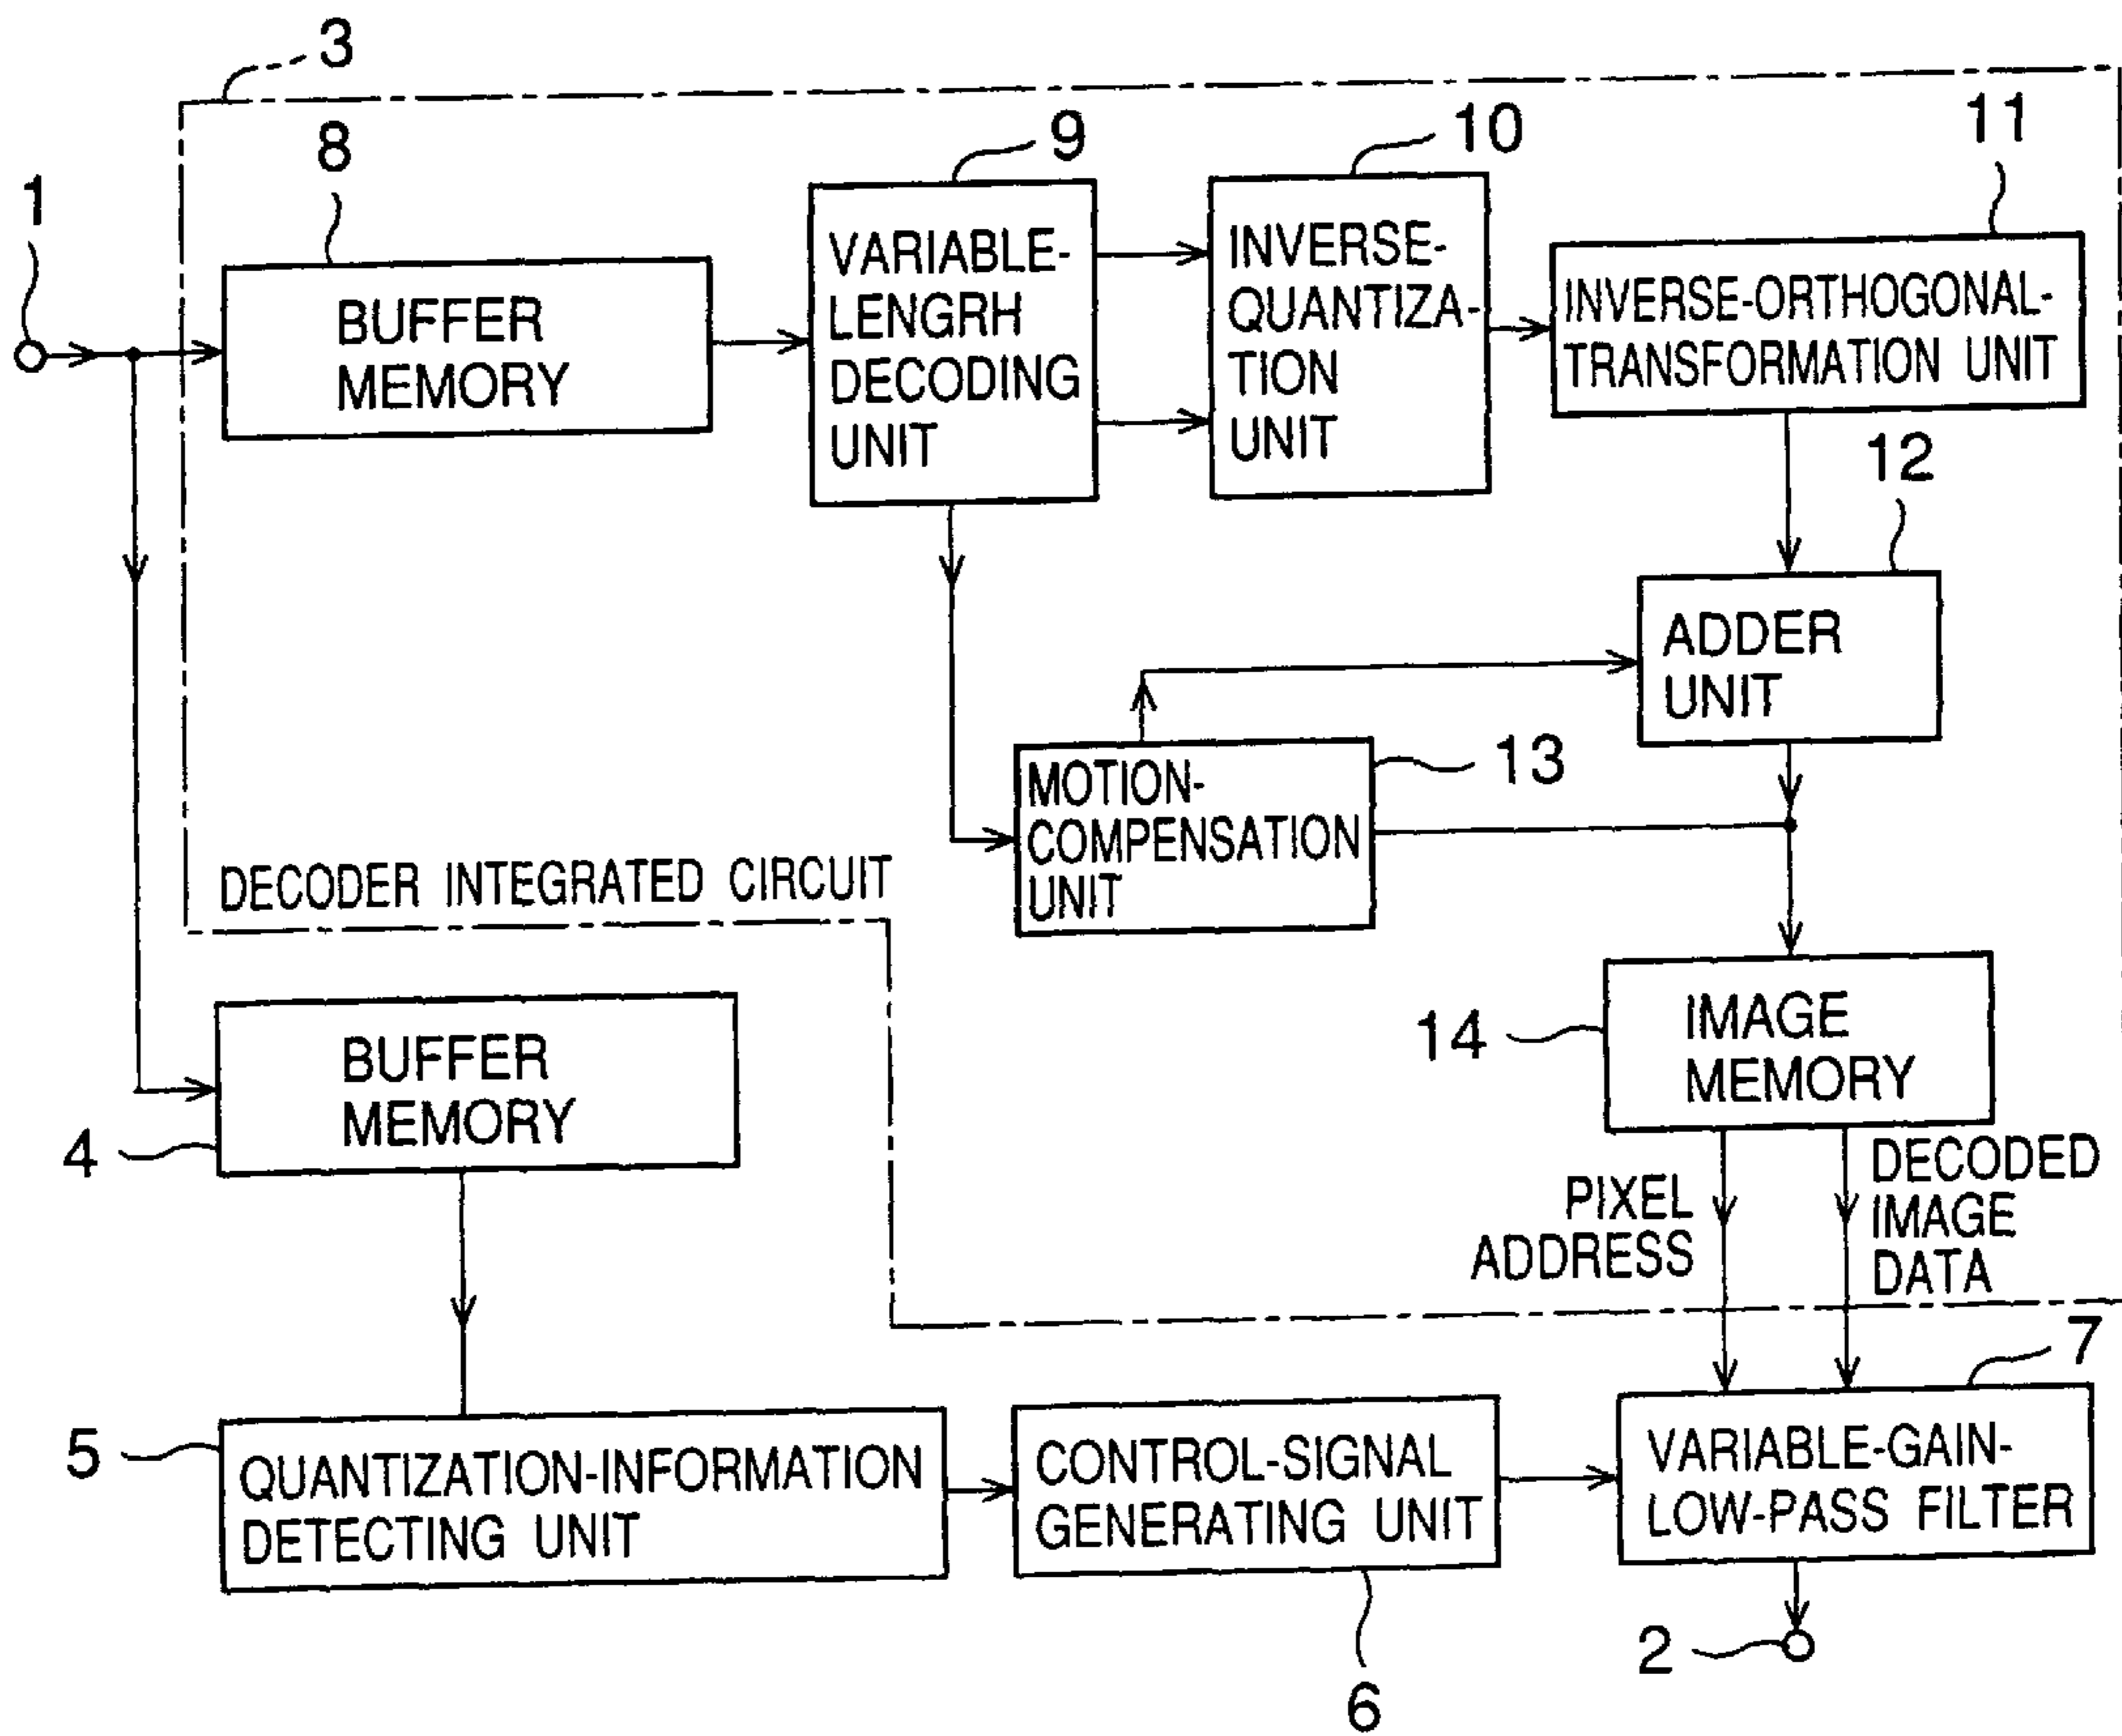 3
8
9
10
11
1
BUFFER
MEMORY
VARIABLE-
LENGRH
DECODING
UNIT
INVERSE-
QUANTIZA-
TION
UNIT
INVERSE-ORTHOGONAL-
TRANSFORMATION UNIT
12
ADDER
UNIT
13
MOTION-
COMPENSATION
UNIT
DECODER INTEGRATED CIRCUIT
14
IMAGE
MEMORY
BUFFER
MEMORY
4
PIXEL
ADDRESS
DECODED
IMAGE
DATA
7
5
QUANTIZATION-INFORMATION
DETECTING UNIT
CONTROL-SIGNAL
GENERATING UNIT
VARIABLE-GAIN-
LOW-PASS FILTER
2
6